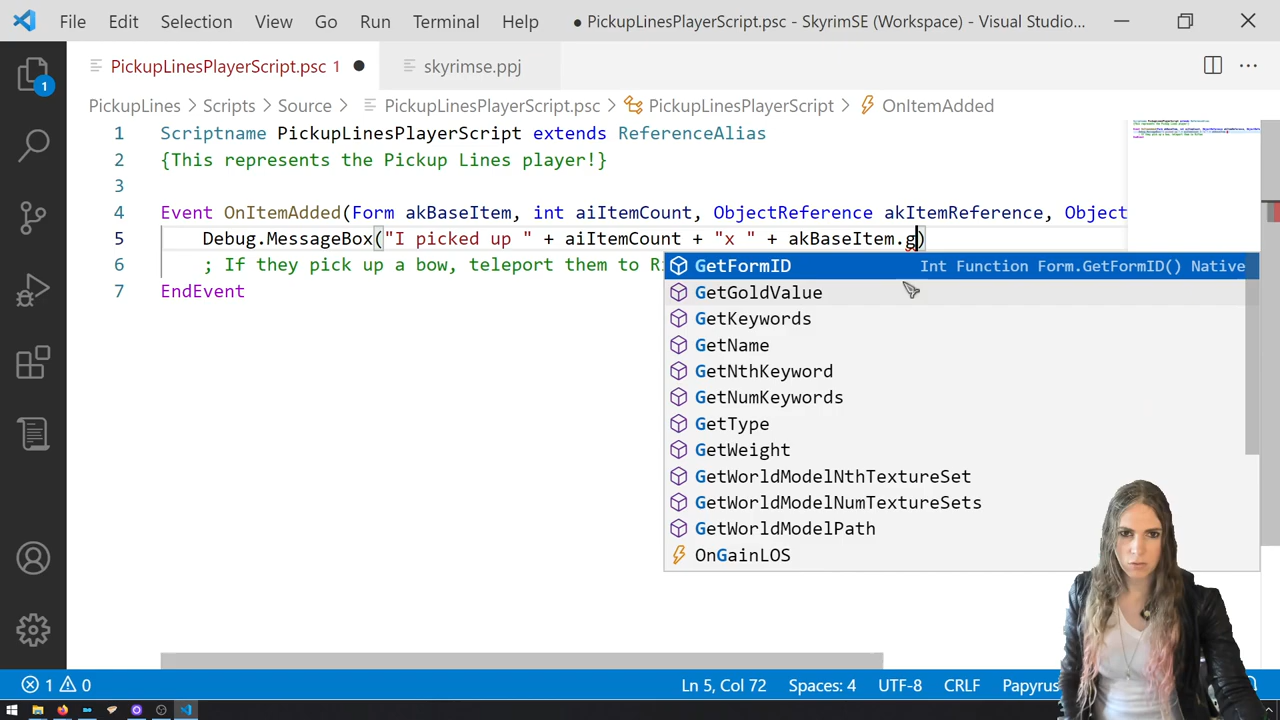 File Edit Selection View Go Run Terminal Help ● PickupLinesPlayerScript.psc - SkyrimSE (Workspace) - Visual Studio...
PickupLinesPlayerScript.psc 1 ● skyrimse.ppj ...
PickupLines > Scripts > Source > PickupLinesPlayerScript.psc > PickupLinesPlayerScript > OnItemAdded
1 Scriptname PickupLinesPlayerScript extends ReferenceAlias
2 {This represents the Pickup Lines player!}
3
4 Event OnItemAdded(Form akBaseItem, int aiItemCount, ObjectReference akItemReference, Object
5 Debug.MessageBox("I picked up " + aiItemCount + "x " + akBaseItem.g)
6 ; If they pick up a bow, teleport them to R
7 EndEvent
GetFormID Int Function Form.GetFormID() Native
GetGoldValue
GetKeywords
GetName
GetNthKeyword
GetNumKeywords
GetType
GetWeight
GetWorldModelNthTextureSet
GetWorldModelNumTextureSets
GetWorldModelPath
OnGainLOS
1
1 0 Ln 5, Col 72 Spaces: 4 UTF-8 CRLF Papyrus